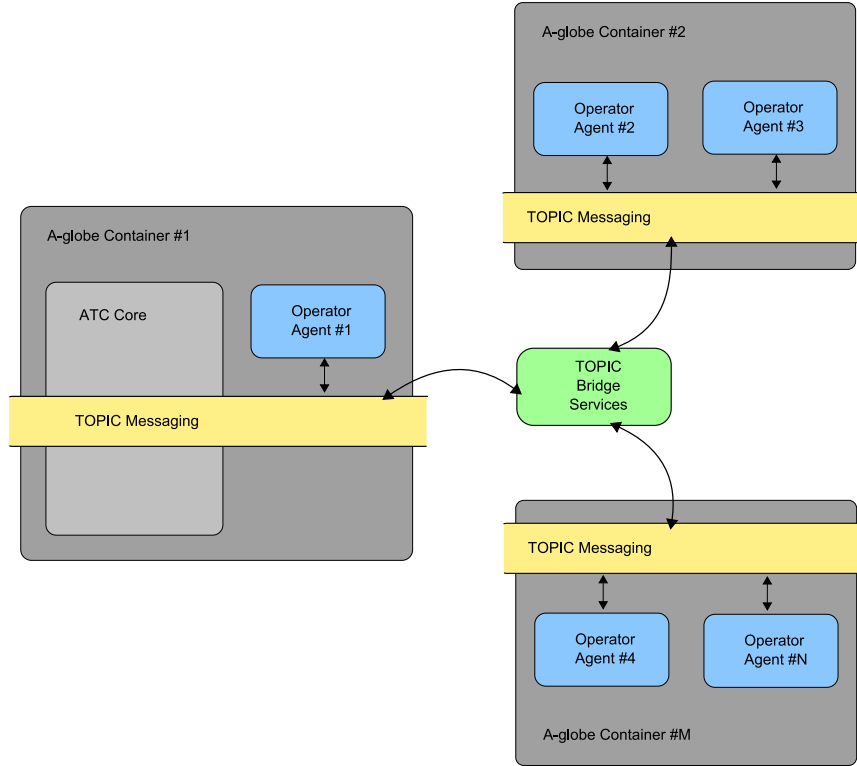 A-globe Container #1
ATC Core
Operator
Agent #1
TOPIC Messaging
A-globe Container #2
Operator
Agent #2
Operator
Agent #3
TOPIC Messaging
TOPIC
Bridge
Services
TOPIC Messaging
Operator
Agent #4
Operator
Agent #N
A-globe Container #M